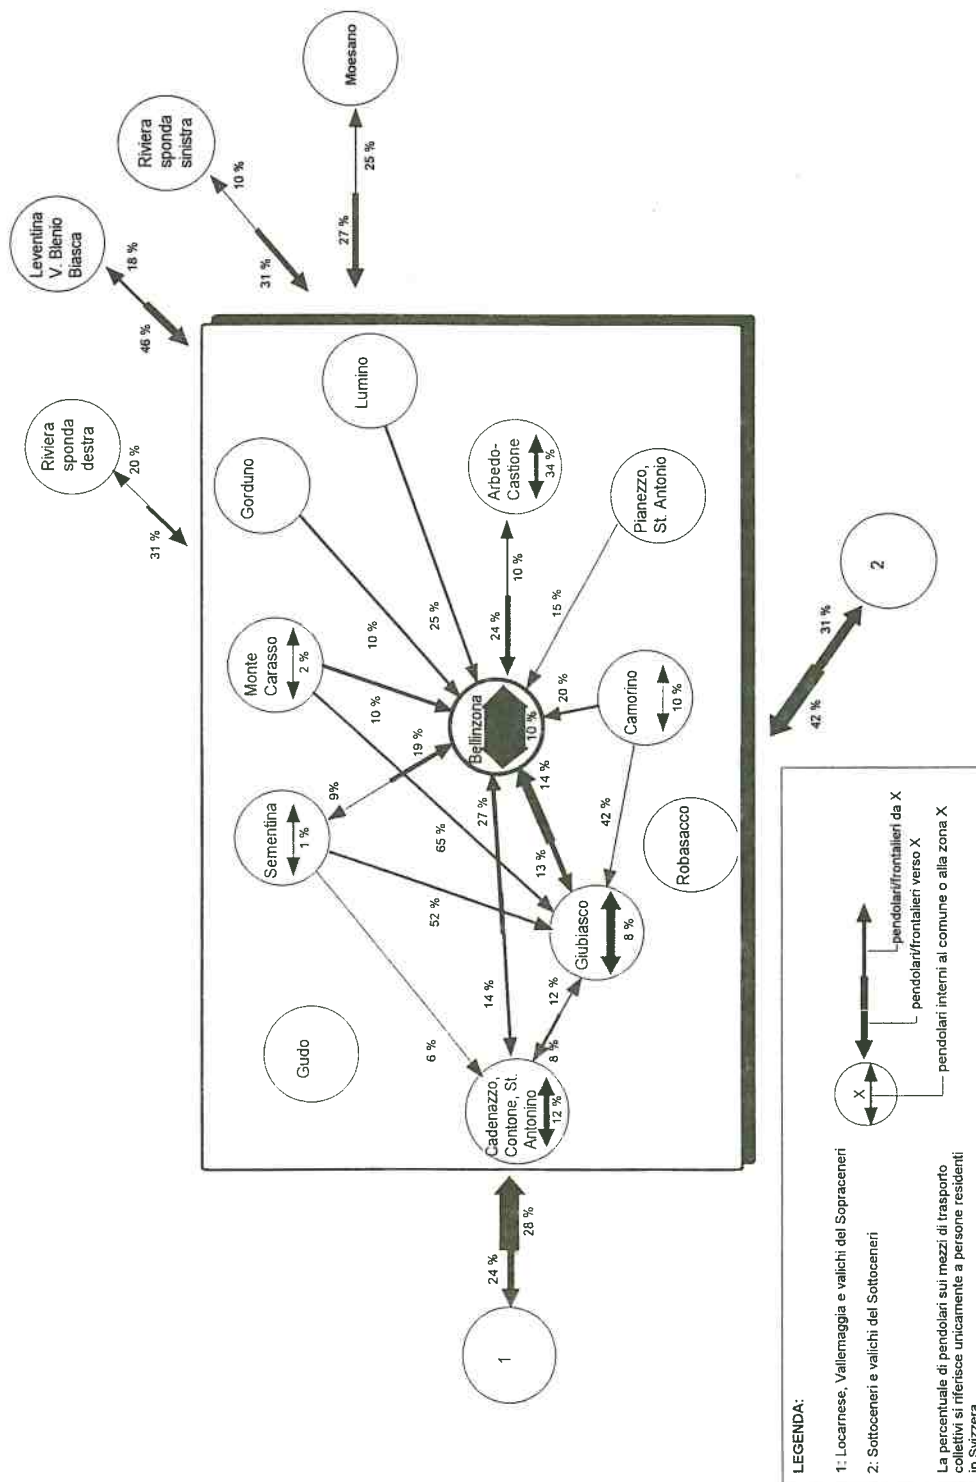 Moesano
25 %
27 %
Riviera
sponda
sinistra
10 %
31 %
Leventina
V. Blenio
Biasca
18 %
46 %
Riviera
sponda
destra
20 %
31 %
Lumino
25 %
Gorduno
10 %
Arbedo-
Castione
34 %
10 %
24 %
Pianezzo,
St. Antonio
15 %
Monte
Carasso
2 %
10 %
65 %
Bellinzona
10 %
Camorino
10 %
20 %
42 %
Sementina
1 %
9%
19 %
52 %
6 %
27 %
14 %
14 %
13 %
Robasacco
Giubiasco
8 %
12 %
8 %
Gudo
Cadenazzo,
Contone, St.
Antonino
12 %
2
31 %
42 %
28 %
24 %
1
LEGENDA:
1: Locarnese, Vallemaggia e valichi del Sopraceneri
2: Sottoceneri e valichi del Sottoceneri
La percentuale di pendolari sui mezzi di trasporto
collettivi si riferisce unicamente a persone residenti
in Svizzera
X
pendolari/frontalieri da X
pendolari/frontalieri verso X
pendolari interni al comune o alla zona X